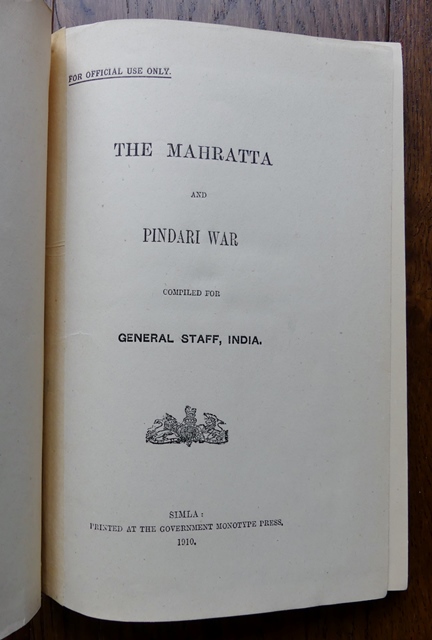 FOR OFFICIAL USE ONLY.
THE MAHRATTA
AND
PINDARI WAR
COMPILED FOR
GENERAL STAFF, INDIA.
SIMLA:
PRINTED AT THE GOVERNMENT MONOTYPE PRESS.
1910.